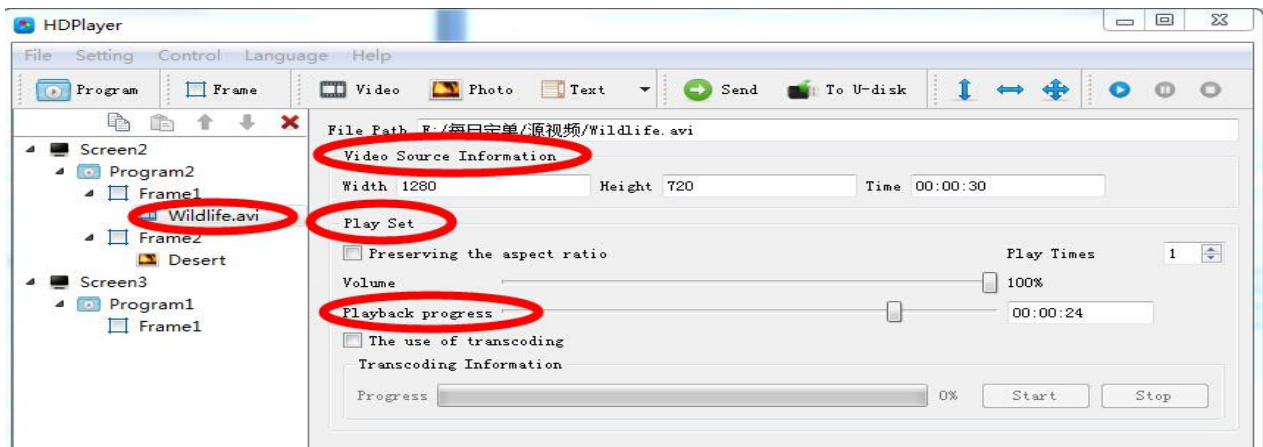 HDPlayer
File Setting Control Language Help
Program Frame Video Photo Text Send To U-disk
File Path F:/每日定单/源视频/Wildlife.avi
Screen2
Program2
Frame1
Wildlife.avi
Frame2
Desert
Screen3
Program1
Frame1
Video Source Information
Width 1280 Height 720 Time 00:00:30
Play Set
Preserving the aspect ratio Play Times 1
Volume 100%
Playback progress 00:00:24
The use of transcoding
Transcoding Information
Progress 0% Start Stop